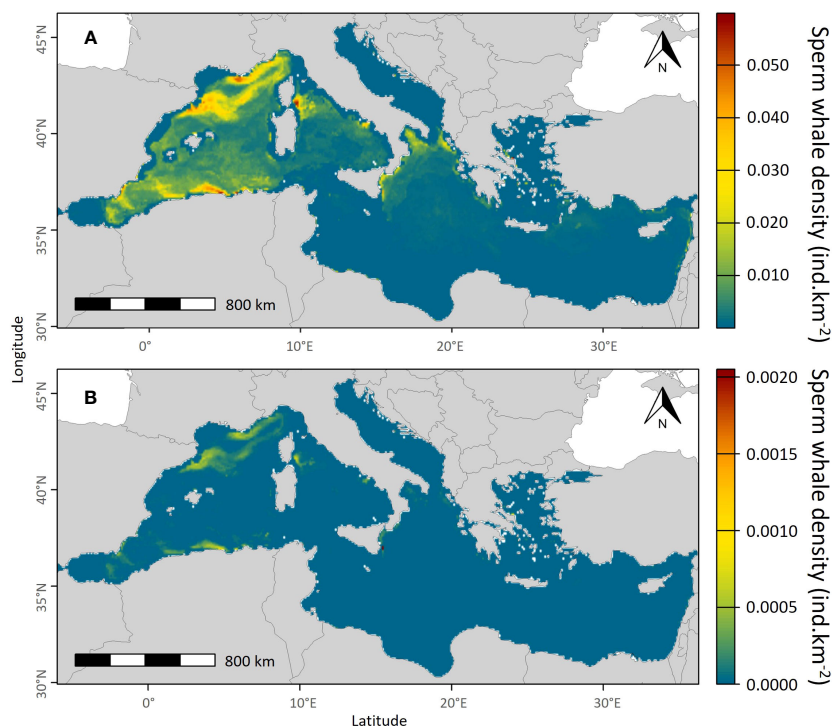 A
N
45°N
40°N
35°N
30°N
800 km
0°
10°E
20°E
30°E
0.050
0.040
0.030
0.020
0.010
Sperm whale density (ind.km-2)
Longitude
B
N
45°N
40°N
35°N
30°N
800 km
0°
10°E
20°E
30°E
Latitude
0.0020
0.0015
0.0010
0.0005
0.0000
Sperm whale density (ind.km-2)